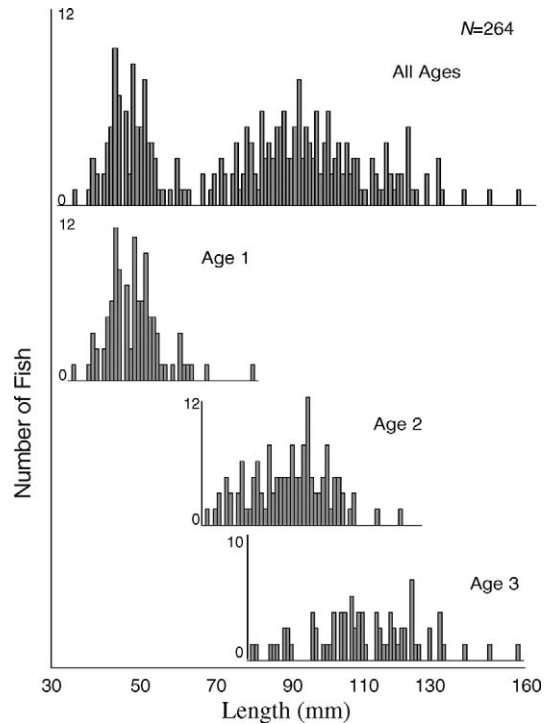 12
N=264
All Ages
0
12
Age 1
0
12
Age 2
0
10
Age 3
0
Number of Fish
30 50 70 90 110 130 160
Length (mm)